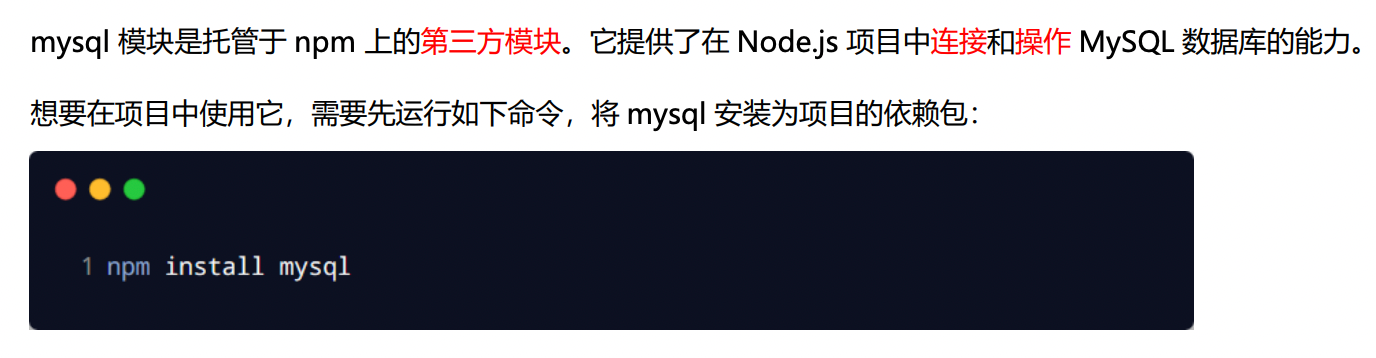 mysql 模块是托管于 npm 上的第三方模块。它提供了在 Node.js 项目中连接和操作 MySQL 数据库的能力。
想要在项目中使用它，需要先运行如下命令，将 mysql 安装为项目的依赖包：
1 npm install mysql